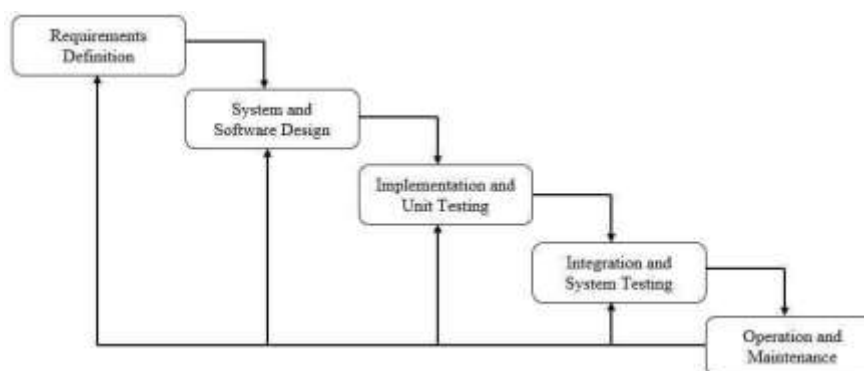 Requirements
Definition
System and
Software Design
Implementation and
Unit Testing
Integration and
System Testing
Operation and
Maintenance